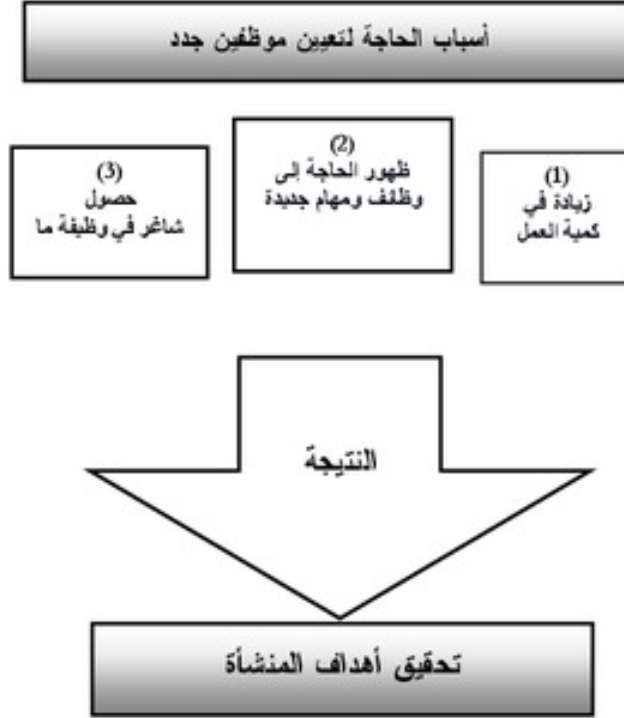 أسباب الحاجة لتعيين موظفين جدد
(1)
زيادة في
كمية العمل
(2)
ظهور الحاجة إلى
وظائف ومهام جديدة
(3)
حصول
شاغر في وظيفة ما
النتيجة
تحقيق أهداف المنشأة